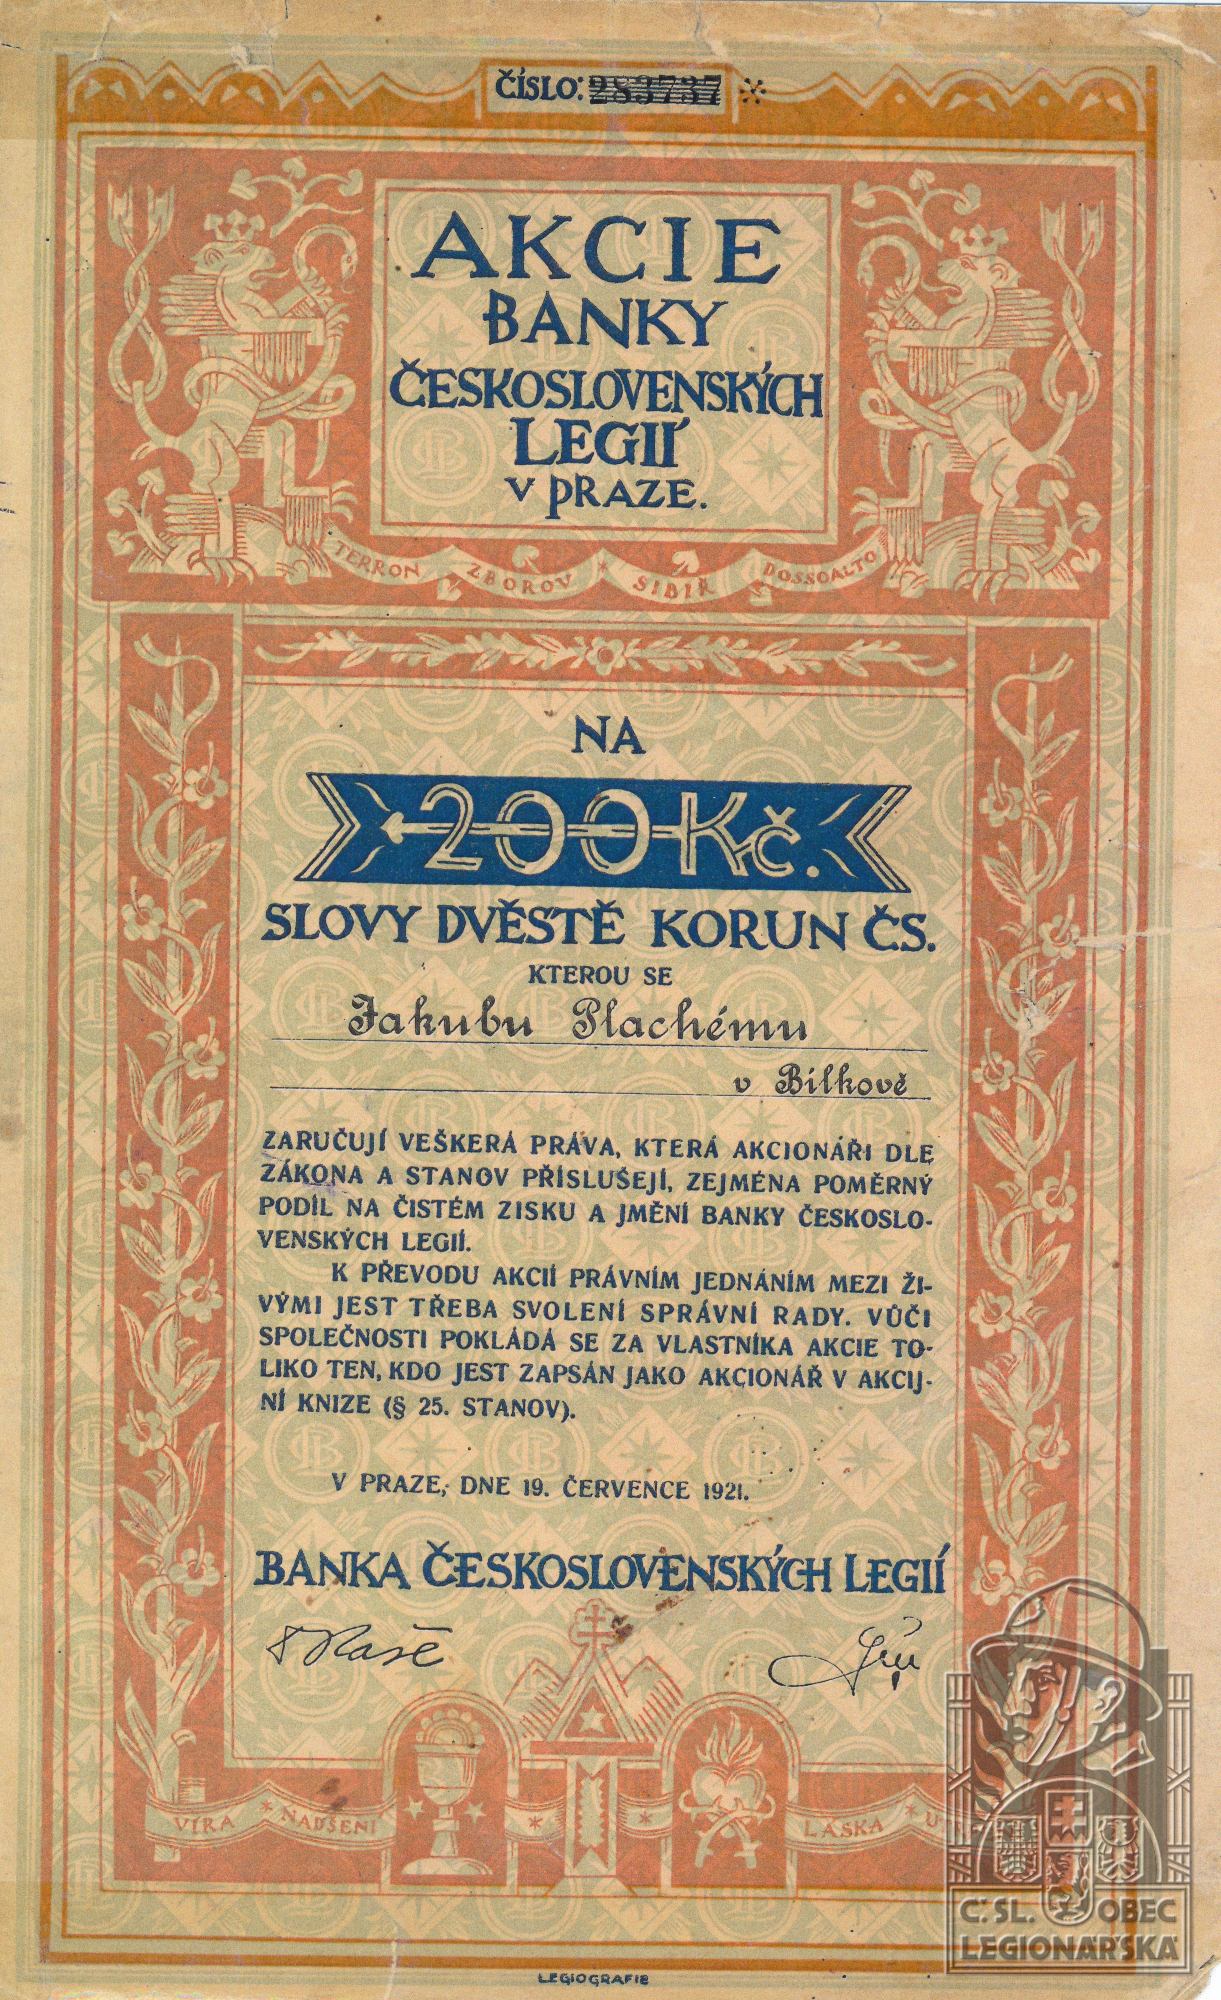 ČÍSLO: 283737 *
AKCIE
BANKY
ČESKOSLOVENSKÝCH
LEGIÍ
V PRAZE.
TERRON ZBOROV * SIBIŘ DOSSOALTO
NA
200 Kč.
SLOVY DVĚSTĚ KORUN ČS.
KTEROU SE
Jakubu Plachému
v Bílkově
ZARUČUJÍ VEŠKERÁ PRÁVA, KTERÁ AKCIONÁŘI DLE
ZÁKONA A STANOV PŘÍSLUŠEJÍ, ZEJMÉNA POMĚRNÝ
PODÍL NA ČISTÉM ZISKU A JMĚNÍ BANKY ČESKOSLO-
VENSKÝCH LEGIÍ.
K PŘEVODU AKCIÍ PRÁVNÍM JEDNÁNÍM MEZI ŽI-
VÝMI JEST TŘEBA SVOLENÍ SPRÁVNÍ RADY. VŮČI
SPOLEČNOSTI POKLÁDÁ SE ZA VLASTNÍKA AKCIE TO-
LIKO TEN, KDO JEST ZAPSÁN JAKO AKCIONÁŘ V AKCIJ-
NÍ KNIZE (§ 25. STANOV).
V PRAZE, DNE 19. ČERVENCE 1921.
BANKA ČESKOSLOVENSKÝCH LEGIÍ
VÍRA * NADŠENÍ * * LÁSKA *
Č. SL. OBEC
LEGIONÁŘSKÁ
LEGIOGRAFIE